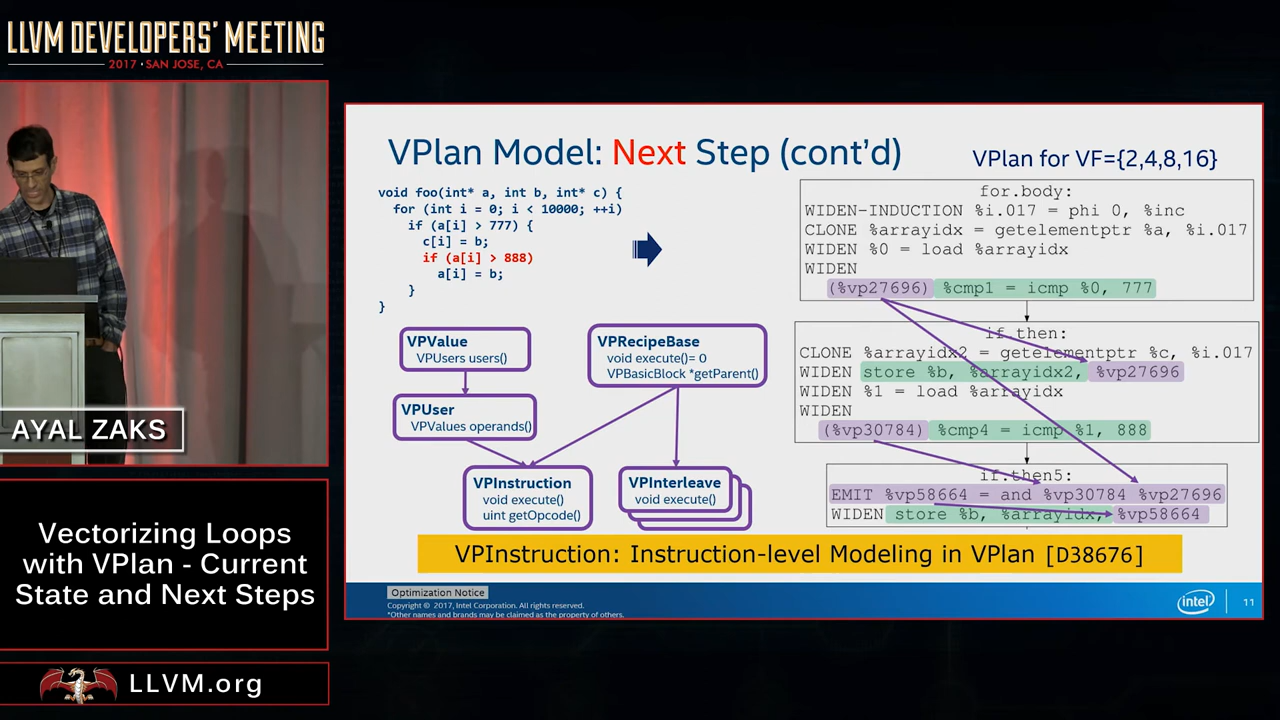 LLVM DEVELOPERS' MEETING
2017 • SAN JOSE, CA
AYAL ZAKS
Vectorizing Loops
with VPlan - Current
State and Next Steps
LLVM.org
VPlan Model: Next Step (cont'd)
VPlan for VF={2,4,8,16}
void foo(int* a, int b, int* c) {
for (int i = 0; i < 10000; ++i)
if (a[i] > 777) {
c[i] = b;
if (a[i] > 888)
a[i] = b;
}
}
VPValue
VPUsers users()
VPUser
VPValues operands()
VPRecipeBase
void execute()= 0
VPBasicBlock *getParent()
VPInstruction
void execute()
uint getOpcode()
VPInterleave
void execute()
for.body:
WIDEN-INDUCTION %i.017 = phi 0, %inc
CLONE %arrayidx = getelementptr %a, %i.017
WIDEN %0 = load %arrayidx
WIDEN
(%vp27696) %cmp1 = icmp %0, 777
if.then:
CLONE %arrayidx2 = getelementptr %c, %i.017
WIDEN store %b, %arrayidx2, %vp27696
WIDEN %1 = load %arrayidx
WIDEN
(%vp30784) %cmp4 = icmp %1, 888
if.then5:
EMIT %vp58664 = and %vp30784 %vp27696
WIDEN store %b, %arrayidx, %vp58664
VPInstruction: Instruction-level Modeling in VPlan [D38676]
Optimization Notice
Copyright © 2017, Intel Corporation. All rights reserved.
*Other names and brands may be claimed as the property of others.
intel
11